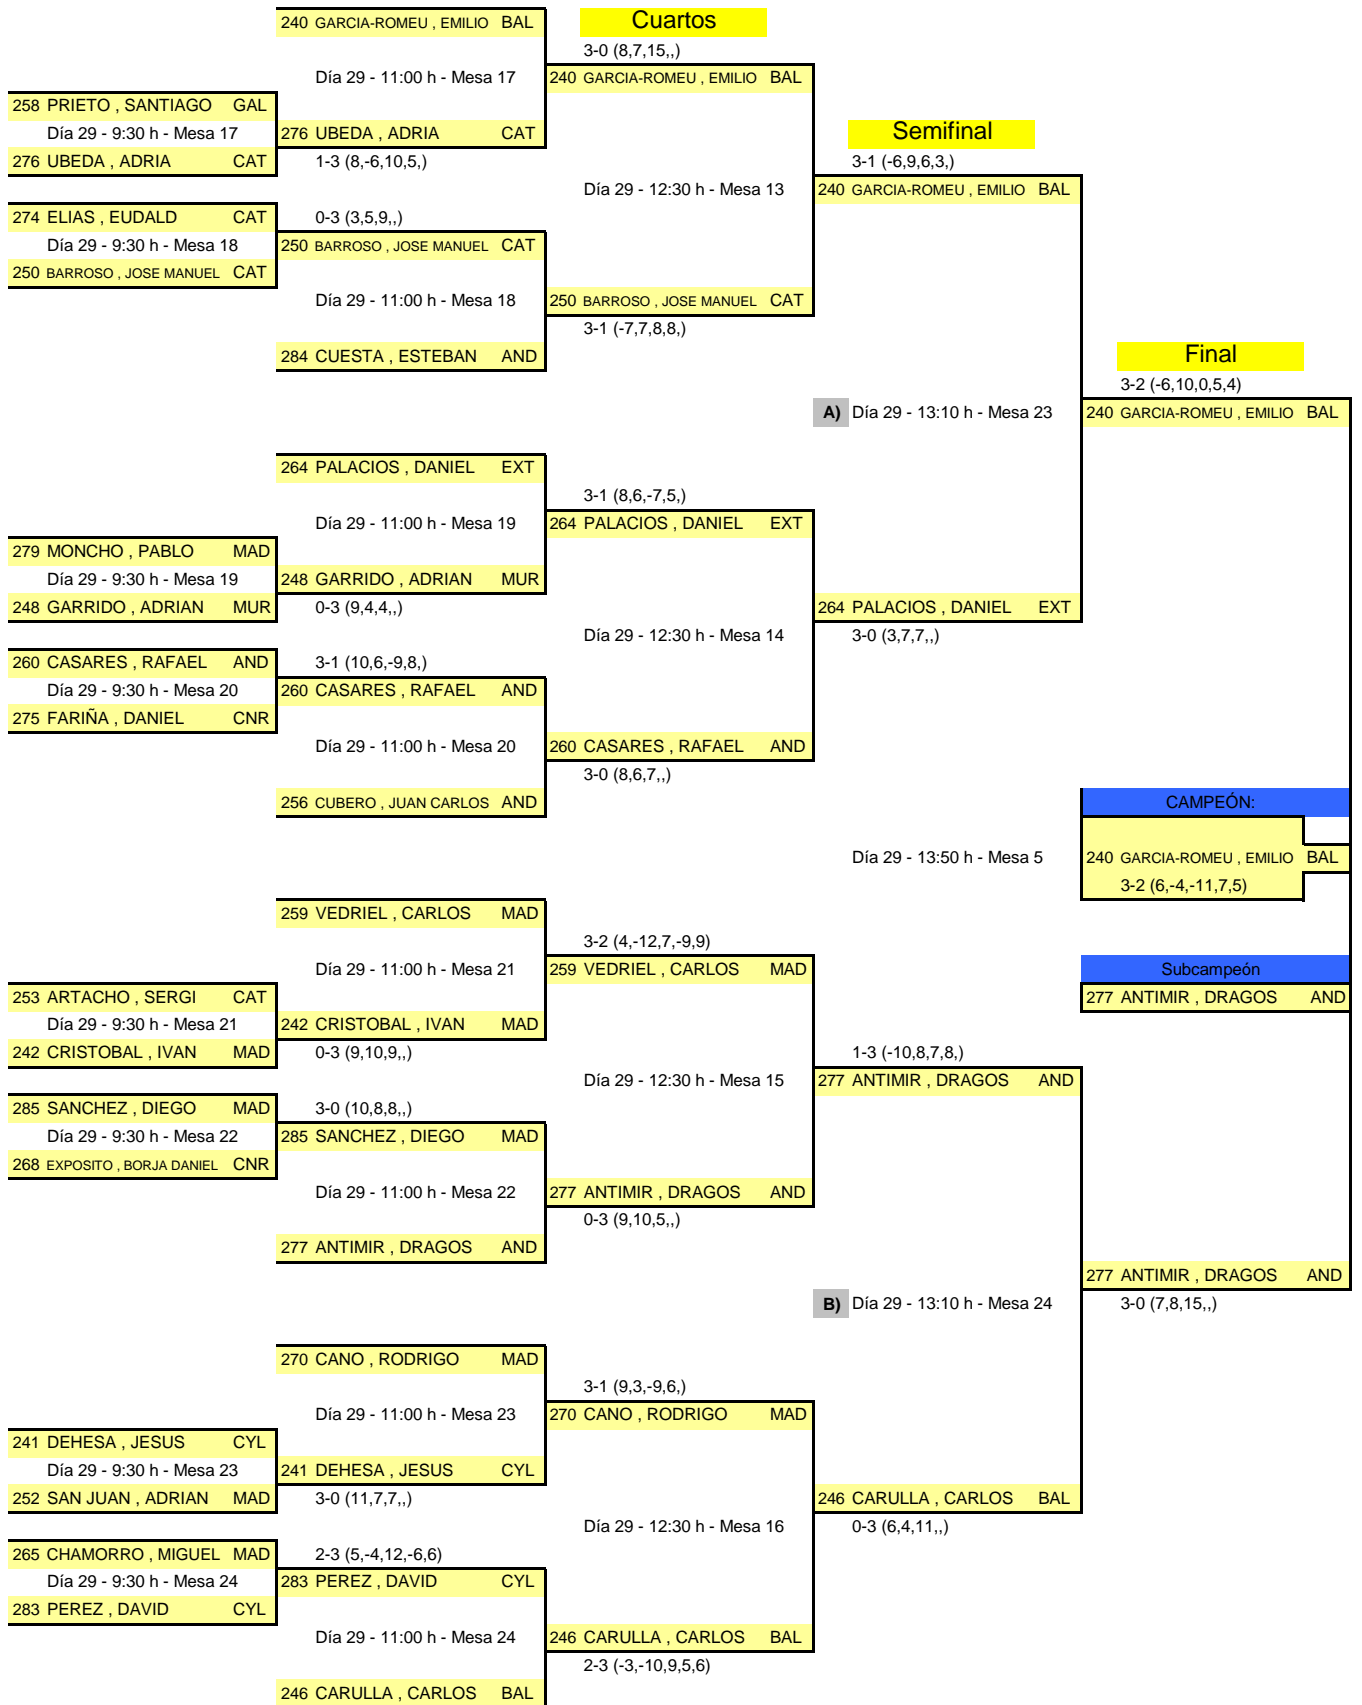 240 GARCIA-ROMEU , EMILIO BAL
Cuartos
3-0 (8,7,15,,)
Día 29 - 11:00 h - Mesa 17
240 GARCIA-ROMEU , EMILIO BAL
258 PRIETO , SANTIAGO GAL
Día 29 - 9:30 h - Mesa 17
276 UBEDA , ADRIA CAT
Semifinal
276 UBEDA , ADRIA CAT
1-3 (8,-6,10,5,)
3-1 (-6,9,6,3,)
Día 29 - 12:30 h - Mesa 13
240 GARCIA-ROMEU , EMILIO BAL
274 ELIAS , EUDALD CAT
0-3 (3,5,9,,)
Día 29 - 9:30 h - Mesa 18
250 BARROSO , JOSE MANUEL CAT
250 BARROSO , JOSE MANUEL CAT
Día 29 - 11:00 h - Mesa 18
250 BARROSO , JOSE MANUEL CAT
3-1 (-7,7,8,8,)
284 CUESTA , ESTEBAN AND
Final
3-2 (-6,10,0,5,4)
A) Día 29 - 13:10 h - Mesa 23
240 GARCIA-ROMEU , EMILIO BAL
264 PALACIOS , DANIEL EXT
3-1 (8,6,-7,5,)
Día 29 - 11:00 h - Mesa 19
264 PALACIOS , DANIEL EXT
279 MONCHO , PABLO MAD
Día 29 - 9:30 h - Mesa 19
248 GARRIDO , ADRIAN MUR
248 GARRIDO , ADRIAN MUR
0-3 (9,4,4,,)
264 PALACIOS , DANIEL EXT
Día 29 - 12:30 h - Mesa 14
3-0 (3,7,7,,)
260 CASARES , RAFAEL AND
3-1 (10,6,-9,8,)
Día 29 - 9:30 h - Mesa 20
260 CASARES , RAFAEL AND
275 FARIÑA , DANIEL CNR
Día 29 - 11:00 h - Mesa 20
260 CASARES , RAFAEL AND
3-0 (8,6,7,,)
256 CUBERO , JUAN CARLOS AND
CAMPEÓN:
Día 29 - 13:50 h - Mesa 5
240 GARCIA-ROMEU , EMILIO BAL
3-2 (6,-4,-11,7,5)
259 VEDRIEL , CARLOS MAD
3-2 (4,-12,7,-9,9)
Día 29 - 11:00 h - Mesa 21
259 VEDRIEL , CARLOS MAD
Subcampeón
253 ARTACHO , SERGI CAT
277 ANTIMIR , DRAGOS AND
Día 29 - 9:30 h - Mesa 21
242 CRISTOBAL , IVAN MAD
242 CRISTOBAL , IVAN MAD
0-3 (9,10,9,,)
1-3 (-10,8,7,8,)
Día 29 - 12:30 h - Mesa 15
277 ANTIMIR , DRAGOS AND
285 SANCHEZ , DIEGO MAD
3-0 (10,8,8,,)
Día 29 - 9:30 h - Mesa 22
285 SANCHEZ , DIEGO MAD
268 EXPOSITO , BORJA DANIEL CNR
Día 29 - 11:00 h - Mesa 22
277 ANTIMIR , DRAGOS AND
0-3 (9,10,5,,)
277 ANTIMIR , DRAGOS AND
277 ANTIMIR , DRAGOS AND
B) Día 29 - 13:10 h - Mesa 24
3-0 (7,8,15,,)
270 CANO , RODRIGO MAD
3-1 (9,3,-9,6,)
Día 29 - 11:00 h - Mesa 23
270 CANO , RODRIGO MAD
241 DEHESA , JESUS CYL
Día 29 - 9:30 h - Mesa 23
241 DEHESA , JESUS CYL
252 SAN JUAN , ADRIAN MAD
3-0 (11,7,7,,)
246 CARULLA , CARLOS BAL
Día 29 - 12:30 h - Mesa 16
0-3 (6,4,11,,)
265 CHAMORRO , MIGUEL MAD
2-3 (5,-4,12,-6,6)
Día 29 - 9:30 h - Mesa 24
283 PEREZ , DAVID CYL
283 PEREZ , DAVID CYL
Día 29 - 11:00 h - Mesa 24
246 CARULLA , CARLOS BAL
2-3 (-3,-10,9,5,6)
246 CARULLA , CARLOS BAL